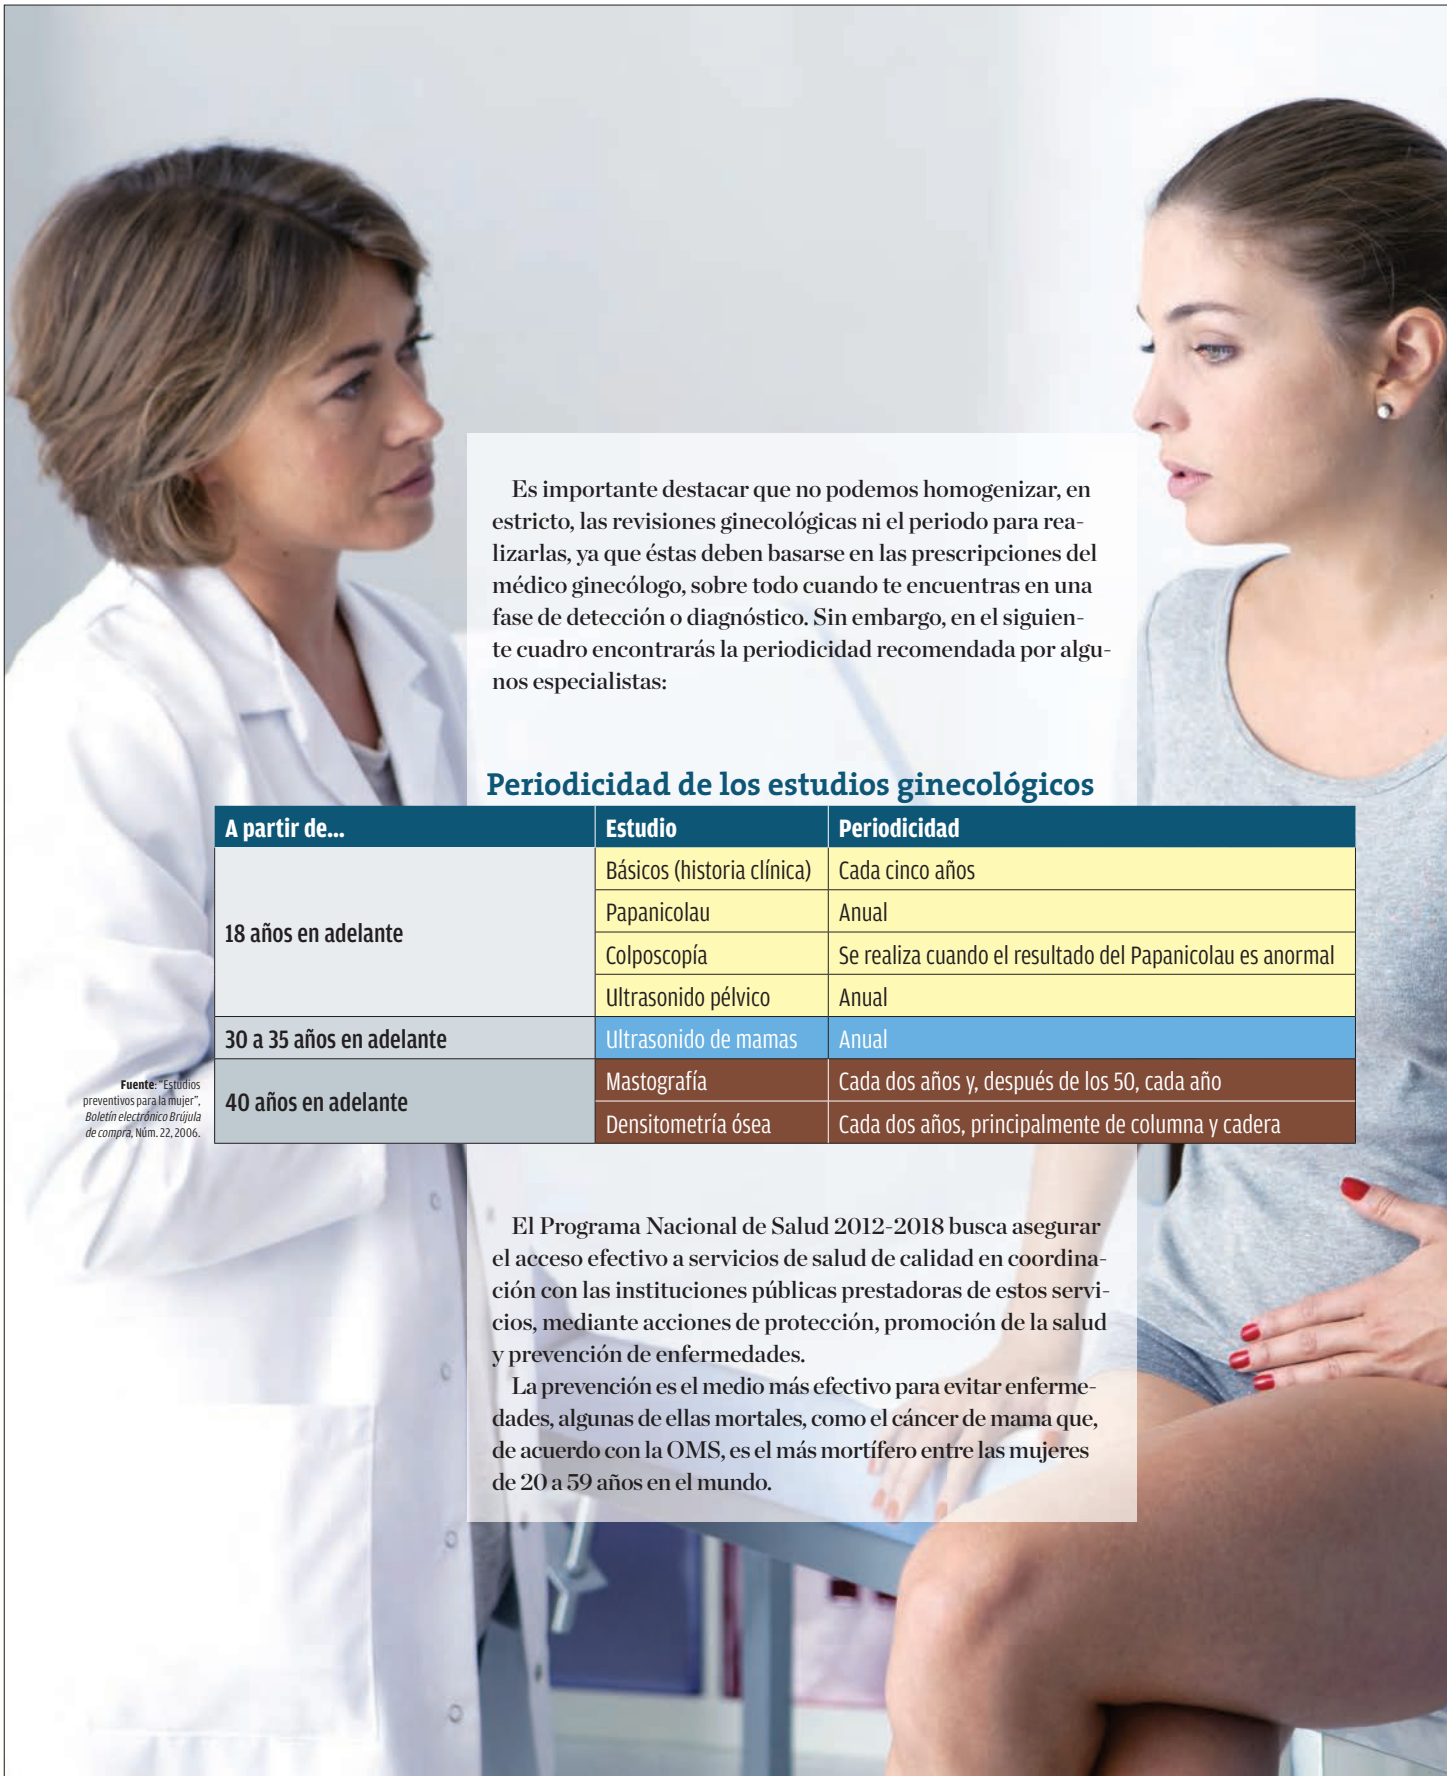 Es importante destacar que no podemos homogenizar, en
estricto, las revisiones ginecológicas ni el periodo para rea-
lizarlas, ya que éstas deben basarse en las prescripciones del
médico ginecólogo, sobre todo cuando te encuentras en una
fase de detección o diagnóstico. Sin embargo, en el siguien-
te cuadro encontrarás la periodicidad recomendada por algu-
nos especialistas:
Periodicidad de los estudios ginecológicos
A partir de... Estudio Periodicidad
18 años en adelante
Básicos (historia clínica) Cada cinco años
Papanicolau Anual
Colposcopía Se realiza cuando el resultado del Papanicolau es anormal
Ultrasonido pélvico Anual
30 a 35 años en adelante Ultrasonido de mamas Anual
40 años en adelante
Mastografía Cada dos años y, después de los 50, cada año
Densitometría ósea Cada dos años, principalmente de columna y cadera
Fuente: "Estudios
preventivos para la mujer",
Boletín electrónico Brújula
de compra, Núm. 22, 2006.
El Programa Nacional de Salud 2012-2018 busca asegurar
el acceso efectivo a servicios de salud de calidad en coordina-
ción con las instituciones públicas prestadoras de estos servi-
cios, mediante acciones de protección, promoción de la salud
y prevención de enfermedades.
La prevención es el medio más efectivo para evitar enferme-
dades, algunas de ellas mortales, como el cáncer de mama que,
de acuerdo con la OMS, es el más mortífero entre las mujeres
de 20 a 59 años en el mundo.